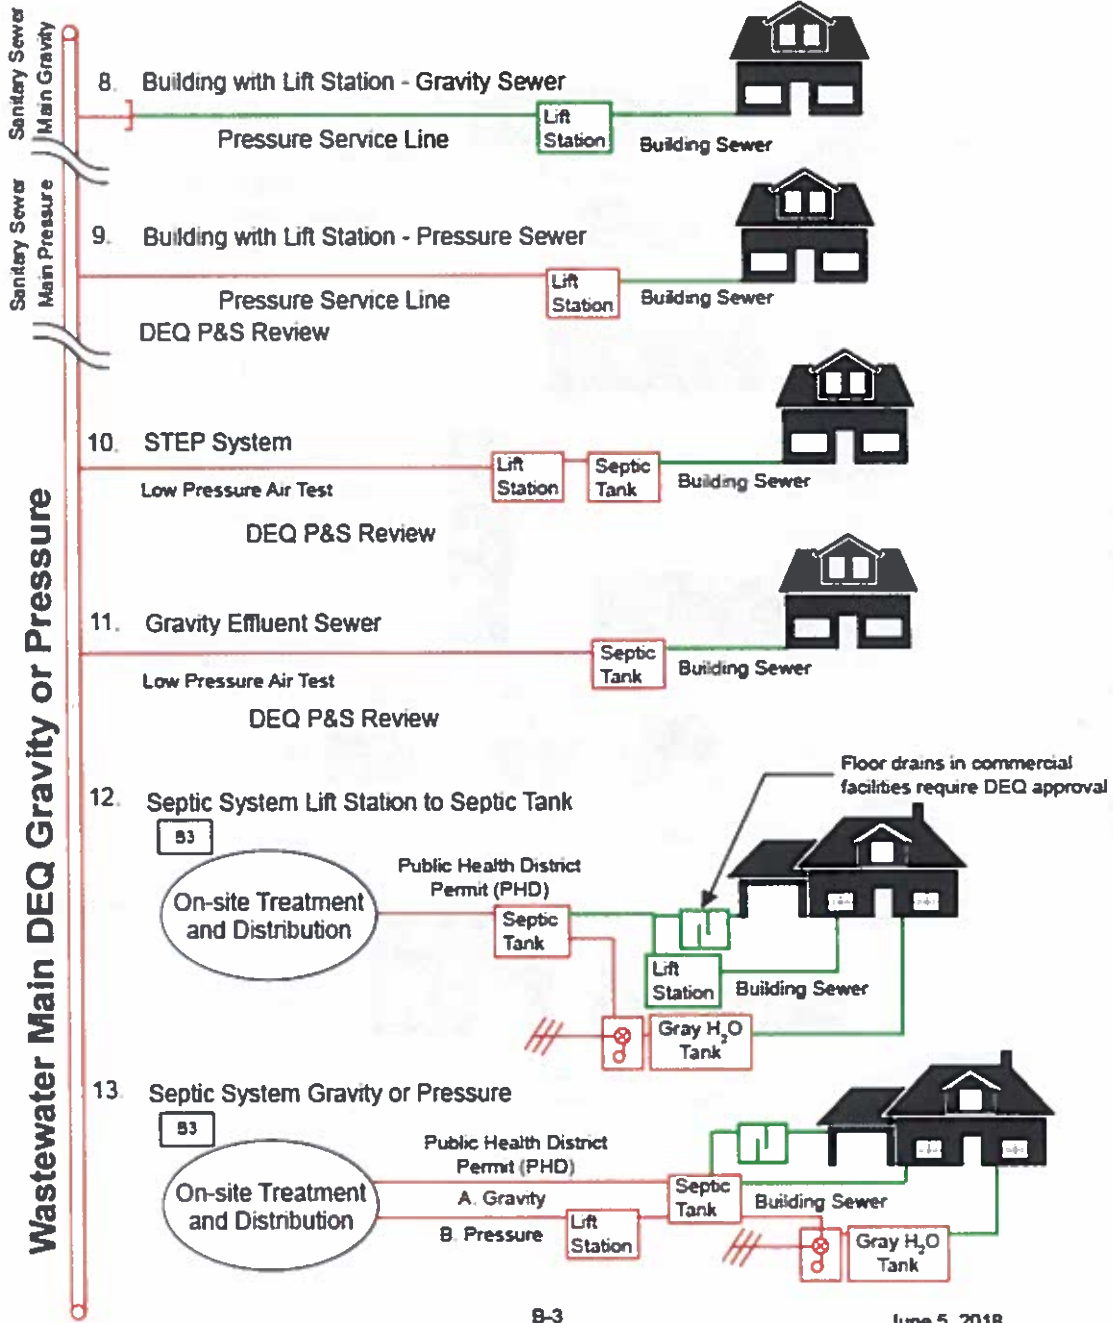 Sanitary Sewer
Main Gravity
8. Building with Lift Station - Gravity Sewer
Pressure Service Line
Lift
Station
Building Sewer
Sanitary Sewer
Main Pressure
9. Building with Lift Station - Pressure Sewer
Pressure Service Line
Lift
Station
Building Sewer
DEQ P&S Review
Wastewater Main DEQ Gravity or Pressure
10. STEP System
Low Pressure Air Test
Lift
Station
Septic
Tank
Building Sewer
DEQ P&S Review
11. Gravity Effluent Sewer
Low Pressure Air Test
Septic
Tank
Building Sewer
DEQ P&S Review
Floor drains in commercial
facilities require DEQ approval
12. Septic System Lift Station to Septic Tank
B3
On-site Treatment
and Distribution
Public Health District
Permit (PHD)
Septic
Tank
Lift
Station
Building Sewer
Gray H₂O
Tank
13. Septic System Gravity or Pressure
B3
On-site Treatment
and Distribution
Public Health District
Permit (PHD)
A. Gravity
B. Pressure
Lift
Station
Septic
Tank
Building Sewer
Gray H₂O
Tank
B-3
June 5, 2018